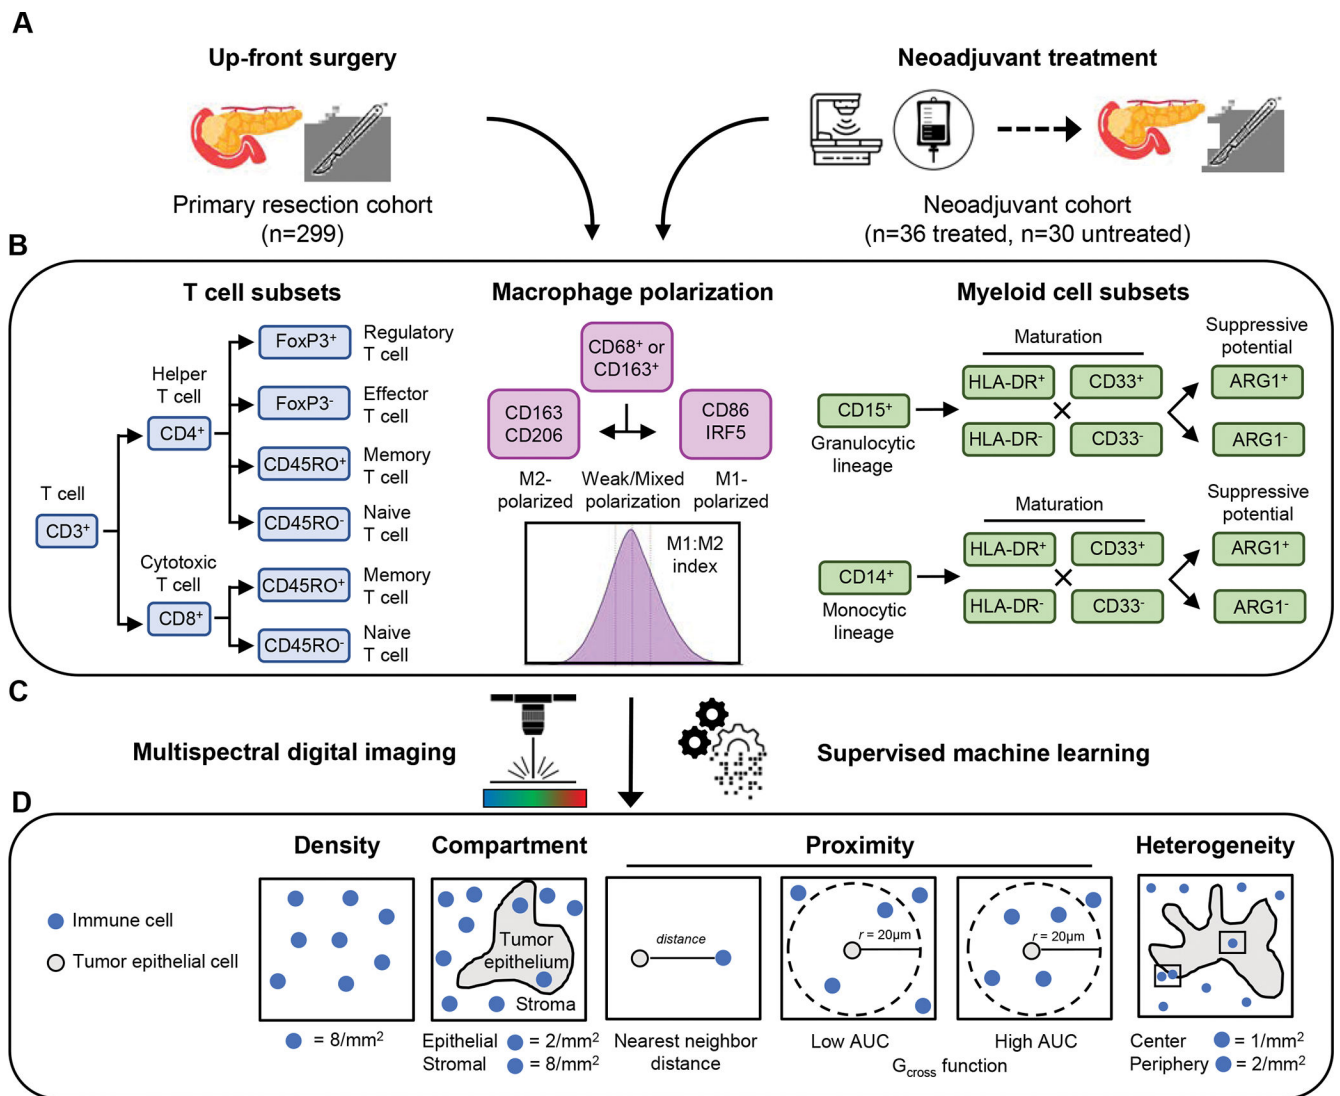 A
Up-front surgery
Neoadjuvant treatment
Primary resection cohort
(n=299)
Neoadjuvant cohort
(n=36 treated, n=30 untreated)
B
T cell subsets
Macrophage polarization
Myeloid cell subsets
T cell
CD3⁺
Helper
T cell
CD4⁺
Cytotoxic
T cell
CD8⁺
FoxP3⁺
Regulatory
T cell
FoxP3⁻
Effector
T cell
CD45RO⁺
Memory
T cell
CD45RO⁻
Naive
T cell
CD45RO⁺
Memory
T cell
CD45RO⁻
Naive
T cell
CD68⁺ or
CD163⁺
CD163
CD206
CD86
IRF5
M2-
polarized
Weak/Mixed
polarization
M1-
polarized
M1:M2
index
CD15⁺
Granulocytic
lineage
Maturation
HLA-DR⁺
CD33⁺
HLA-DR⁻
CD33⁻
Suppressive
potential
ARG1⁺
ARG1⁻
CD14⁺
Monocytic
lineage
Maturation
HLA-DR⁺
CD33⁺
HLA-DR⁻
CD33⁻
Suppressive
potential
ARG1⁺
ARG1⁻
C
Multispectral digital imaging
Supervised machine learning
D
Immune cell
Tumor epithelial cell
Density
= 8/mm²
Compartment
Tumor
epithelium
Stroma
Epithelial = 2/mm²
Stromal = 8/mm²
Proximity
distance
Nearest neighbor
distance
r = 20µm
Low AUC
r = 20µm
High AUC
Gcross function
Heterogeneity
Center = 1/mm²
Periphery = 2/mm²